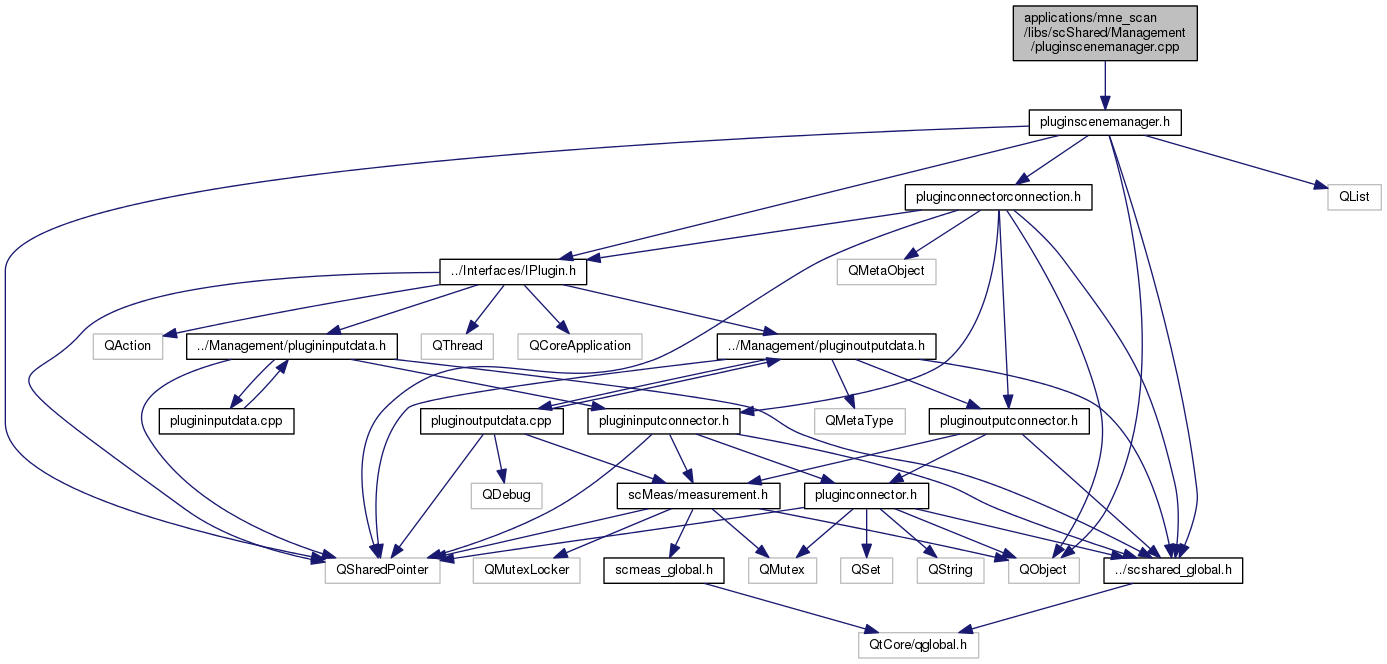 applications/mne_scan
/libs/scShared/Management
/pluginscenemanager.cpp
pluginscenemanager.h
pluginconnectorconnection.h
QList
../Interfaces/IPlugin.h
QMetaObject
QAction
../Management/plugininputdata.h
QThread
QCoreApplication
../Management/pluginoutputdata.h
plugininputdata.cpp
pluginoutputdata.cpp
plugininputconnector.h
QMetaType
pluginoutputconnector.h
QDebug
scMeas/measurement.h
pluginconnector.h
QSharedPointer
QMutexLocker
scmeas_global.h
QMutex
QSet
QString
QObject
../scshared_global.h
QtCore/qglobal.h